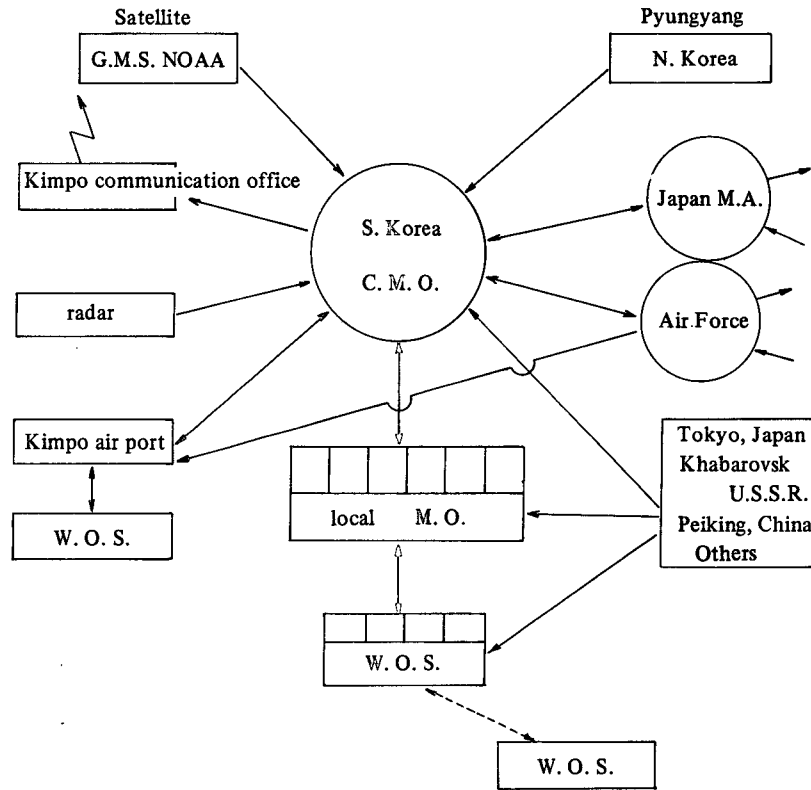 Satellite
G.M.S. NOAA
Pyungyang
N. Korea
Kimpo communication office
S. Korea
C. M. O.
Japan M.A.
radar
Air Force
Kimpo air port
W. O. S.
local M. O.
Tokyo, Japan
Khabarovsk
U.S.S.R.
Peiking, China
Others
W. O. S.
W. O. S.